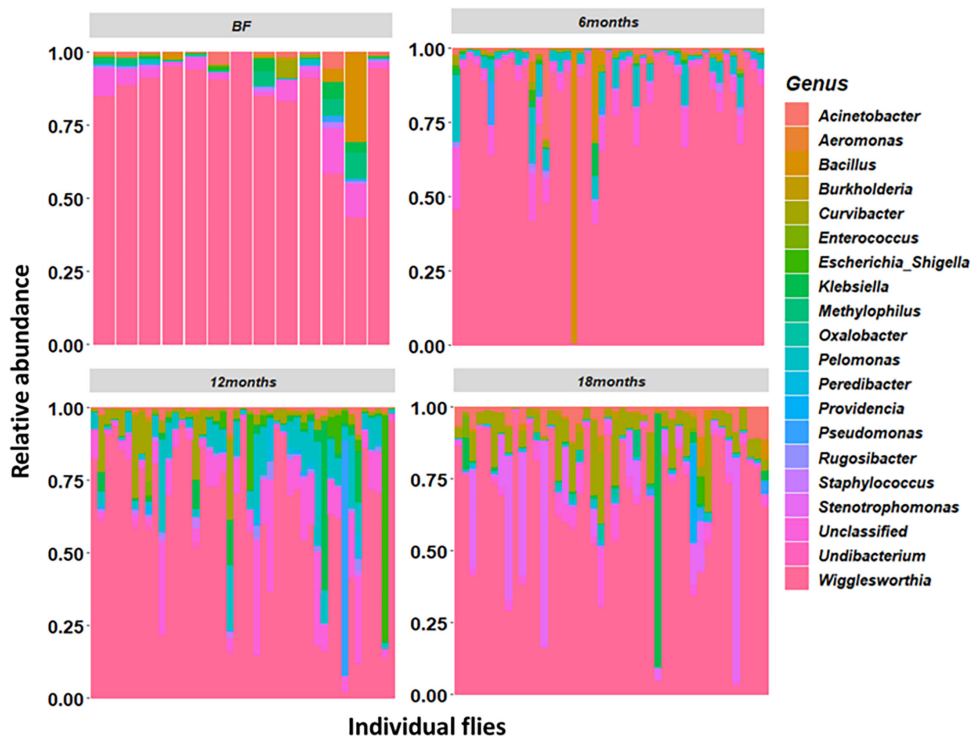 BF
6months
1.00
0.75
0.50
0.25
0.00
1.00
0.75
0.50
0.25
0.00
12months
18months
1.00
0.75
0.50
0.25
0.00
1.00
0.75
0.50
0.25
0.00
Relative abundance
Individual flies
Genus
Acinetobacter
Aeromonas
Bacillus
Burkholderia
Curvibacter
Enterococcus
Escherichia_Shigella
Klebsiella
Methylophilus
Oxalobacter
Pelomonas
Peredibacter
Providencia
Pseudomonas
Rugosibacter
Staphylococcus
Stenotrophomonas
Unclassified
Undibacterium
Wigglesworthia